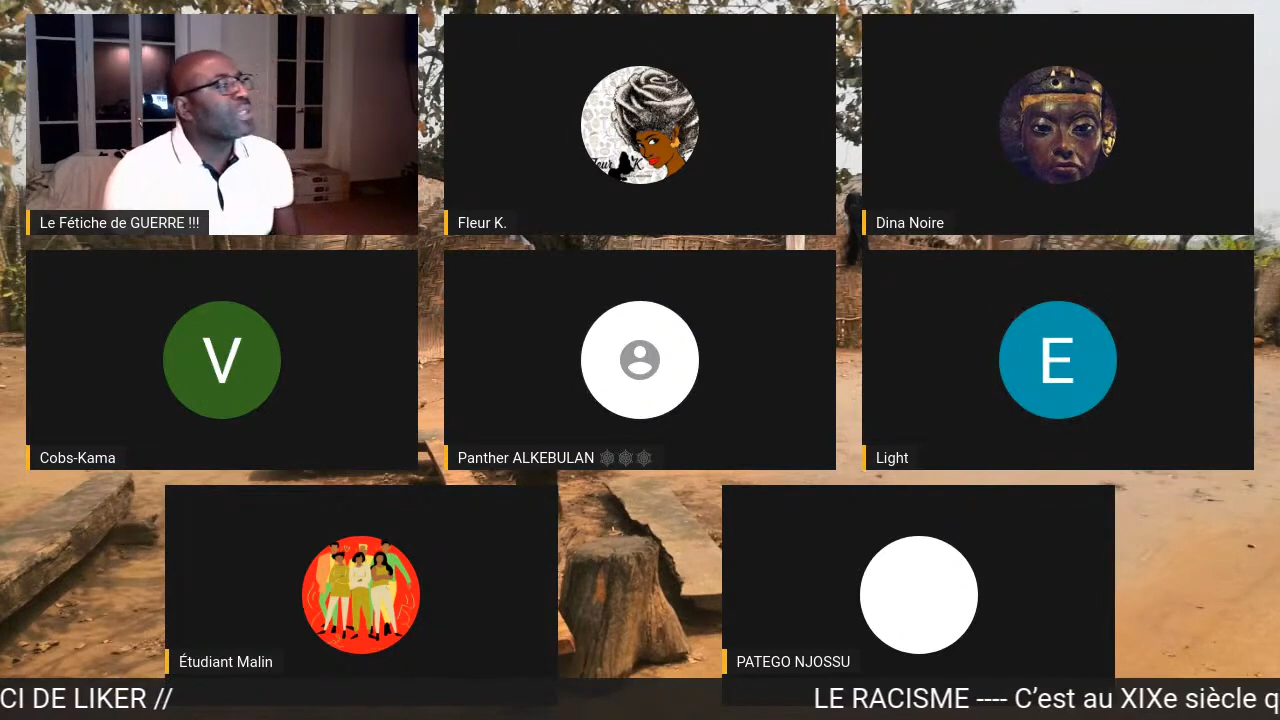 Le Fétiche de GUERRE !!!
Fleur K.
Dina Noire
V
Cobs-Kama
Panther ALKEBULAN 🕸🕸🕸
E
Light
Étudiant Malin
PATEGO NJOSSU
CI DE LIKER //
LE RACISME ---- C’est au XIXe siècle q